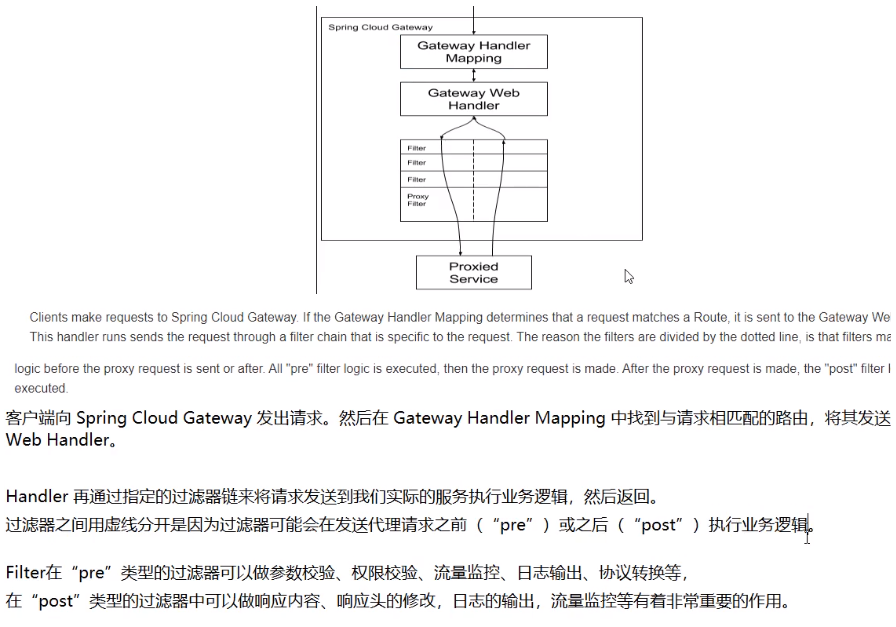 Spring Cloud Gateway
Gateway Handler
Mapping
Gateway Web
Handler
Filter
Filter
Filter
Proxy
Filter
Proxied
Service
Clients make requests to Spring Cloud Gateway. If the Gateway Handler Mapping determines that a request matches a Route, it is sent to the Gateway We
This handler runs sends the request through a filter chain that is specific to the request. The reason the filters are divided by the dotted line, is that filters ma
logic before the proxy request is sent or after. All "pre" filter logic is executed, then the proxy request is made. After the proxy request is made, the "post" filter l
executed.
客户端向 Spring Cloud Gateway 发出请求。然后在 Gateway Handler Mapping 中找到与请求相匹配的路由，将其发送
Web Handler。
Handler 再通过指定的过滤器链来将请求发送到我们实际的服务执行业务逻辑，然后返回。
过滤器之间用虚线分开是因为过滤器可能会在发送代理请求之前（“pre”）或之后（“post”）执行业务逻辑。
Filter在“pre”类型的过滤器可以做参数校验、权限校验、流量监控、日志输出、协议转换等，
在“post”类型的过滤器中可以做响应内容、响应头的修改，日志的输出，流量监控等有着非常重要的作用。